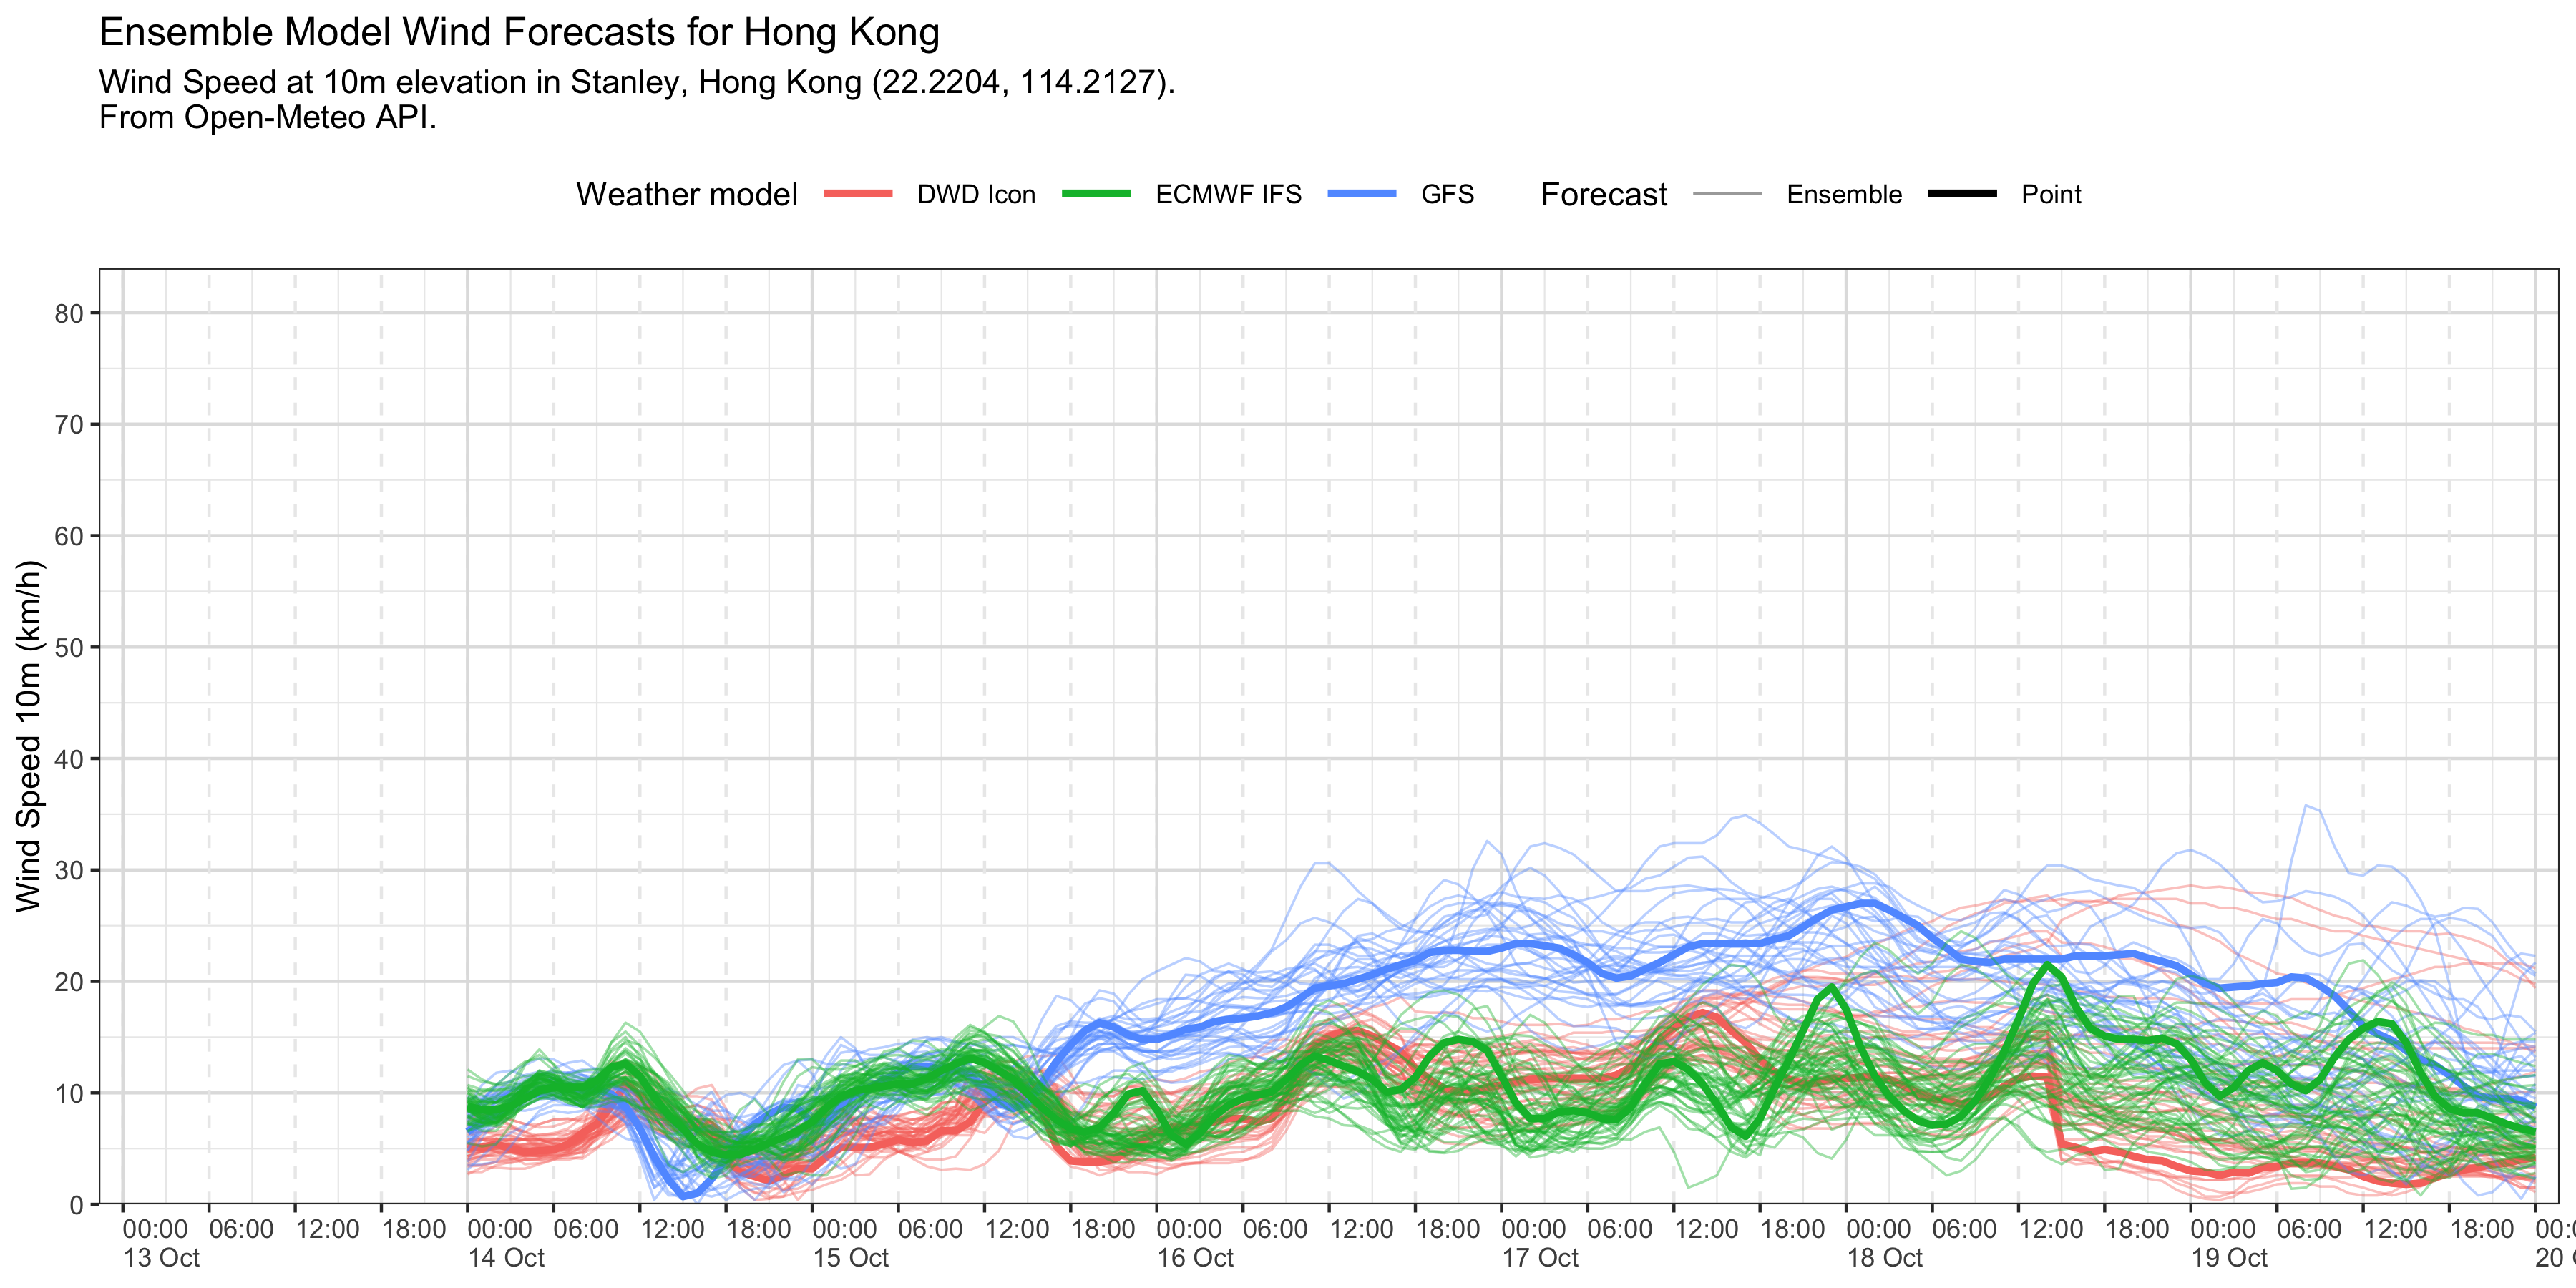 Ensemble Model Wind Forecasts for Hong Kong
Wind Speed at 10m elevation in Stanley, Hong Kong (22.2204, 114.2127).
From Open-Meteo API.
Weather model DWD Icon ECMWF IFS GFS Forecast Ensemble Point
Wind Speed 10m (km/h)
80
70
60
50
40
30
20
10
0
00:00 06:00 12:00 18:00 00:00 06:00 12:00 18:00 00:00 06:00 12:00 18:00 00:00 06:00 12:00 18:00 00:00 06:00 12:00 18:00 00:00 06:00 12:00 18:00 00:00 06:00 12:00 18:00
13 Oct 14 Oct 15 Oct 16 Oct 17 Oct 18 Oct 19 Oct 20